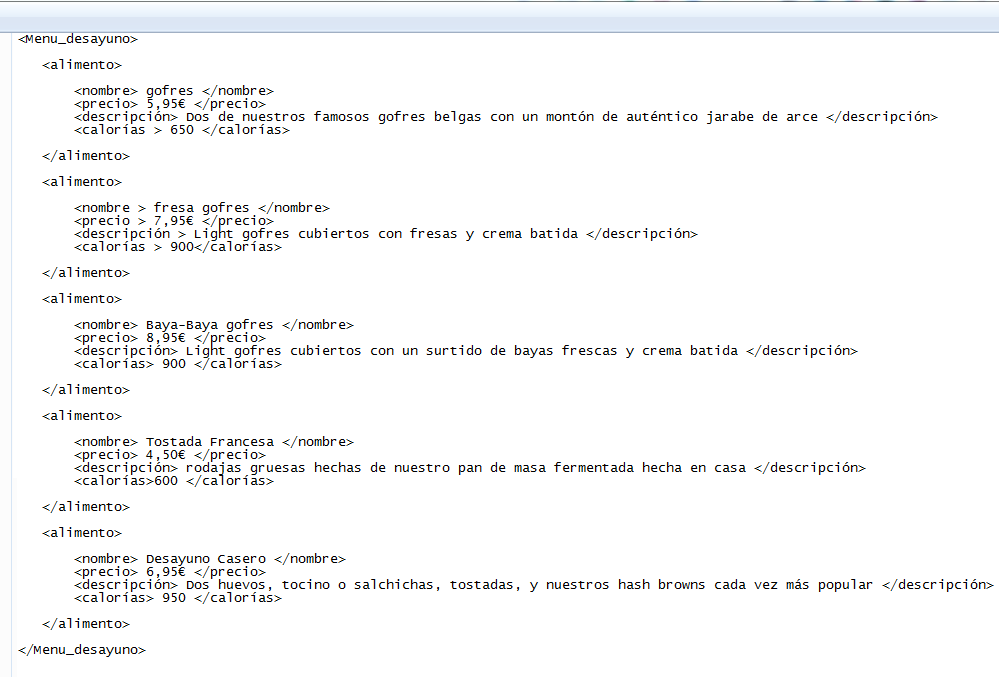 <Menu_desayuno>
<alimento>
<nombre> gofres </nombre>
<precio> 5,95€ </precio>
<descripción> Dos de nuestros famosos gofres belgas con un montón de auténtico jarabe de arce </descripción>
<calorías > 650 </calorías>
</alimento>
<alimento>
<nombre > fresa gofres </nombre>
<precio > 7,95€ </precio>
<descripción > Light gofres cubiertos con fresas y crema batida </descripción>
<calorías > 900</calorías>
</alimento>
<alimento>
<nombre> Baya-Baya gofres </nombre>
<precio> 8,95€ </precio>
<descripción> Light gofres cubiertos con un surtido de bayas frescas y crema batida </descripción>
<calorías> 900 </calorías>
</alimento>
<alimento>
<nombre> Tostada Francesa </nombre>
<precio> 4,50€ </precio>
<descripción> rodajas gruesas hechas de nuestro pan de masa fermentada hecha en casa </descripción>
<calorías>600 </calorías>
</alimento>
<alimento>
<nombre> Desayuno Casero </nombre>
<precio> 6,95€ </precio>
<descripción> Dos huevos, tocino o salchichas, tostadas, y nuestros hash browns cada vez más popular </descripción>
<calorías> 950 </calorías>
</alimento>
</Menu_desayuno>